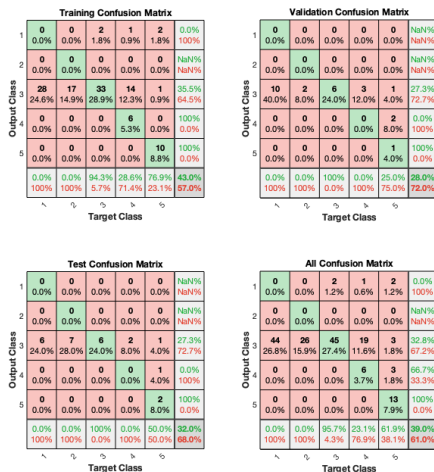 Training Confusion Matrix
1 0 0 2 1 2 0.0%
0.0% 0.0% 1.8% 0.9% 1.8% 100%
2 0 0 0 0 0 NaN%
0.0% 0.0% 0.0% 0.0% 0.0% NaN%
3 28 17 33 14 1 35.5%
24.6% 14.9% 28.9% 12.3% 0.9% 64.5%
4 0 0 0 6 0 100%
0.0% 0.0% 0.0% 5.3% 0.0% 0.0%
5 0 0 0 0 10 100%
0.0% 0.0% 0.0% 0.0% 8.8% 0.0%
0.0% 0.0% 94.3% 28.6% 76.9% 43.0%
100% 100% 5.7% 71.4% 23.1% 57.0%
1 2 3 4 5
Target Class
Output Class
Validation Confusion Matrix
1 0 0 0 0 0 NaN%
0.0% 0.0% 0.0% 0.0% 0.0% NaN%
2 0 0 0 0 0 NaN%
0.0% 0.0% 0.0% 0.0% 0.0% NaN%
3 10 2 6 3 1 27.3%
40.0% 8.0% 24.0% 12.0% 4.0% 72.7%
4 0 0 0 0 2 0.0%
0.0% 0.0% 0.0% 0.0% 8.0% 100%
5 0 0 0 0 1 100%
0.0% 0.0% 0.0% 0.0% 4.0% 0.0%
0.0% 0.0% 100% 0.0% 25.0% 28.0%
100% 100% 0.0% 100% 75.0% 72.0%
1 2 3 4 5
Target Class
Output Class
Test Confusion Matrix
1 0 0 0 0 0 NaN%
0.0% 0.0% 0.0% 0.0% 0.0% NaN%
2 0 0 0 0 0 NaN%
0.0% 0.0% 0.0% 0.0% 0.0% NaN%
3 6 7 6 2 1 27.3%
24.0% 28.0% 24.0% 8.0% 4.0% 72.7%
4 0 0 0 0 1 0.0%
0.0% 0.0% 0.0% 0.0% 4.0% 100%
5 0 0 0 0 2 100%
0.0% 0.0% 0.0% 0.0% 8.0% 0.0%
0.0% 0.0% 100% 0.0% 50.0% 32.0%
100% 100% 0.0% 100% 50.0% 68.0%
1 2 3 4 5
Target Class
Output Class
All Confusion Matrix
1 0 0 2 1 2 0.0%
0.0% 0.0% 1.2% 0.6% 1.2% 100%
2 0 0 0 0 0 NaN%
0.0% 0.0% 0.0% 0.0% 0.0% NaN%
3 44 26 45 19 3 32.8%
26.8% 15.9% 27.4% 11.6% 1.8% 67.2%
4 0 0 0 6 3 66.7%
0.0% 0.0% 0.0% 3.7% 1.8% 33.3%
5 0 0 0 0 13 100%
0.0% 0.0% 0.0% 0.0% 7.9% 0.0%
0.0% 0.0% 95.7% 23.1% 61.9% 39.0%
100% 100% 4.3% 76.9% 38.1% 61.0%
1 2 3 4 5
Target Class
Output Class